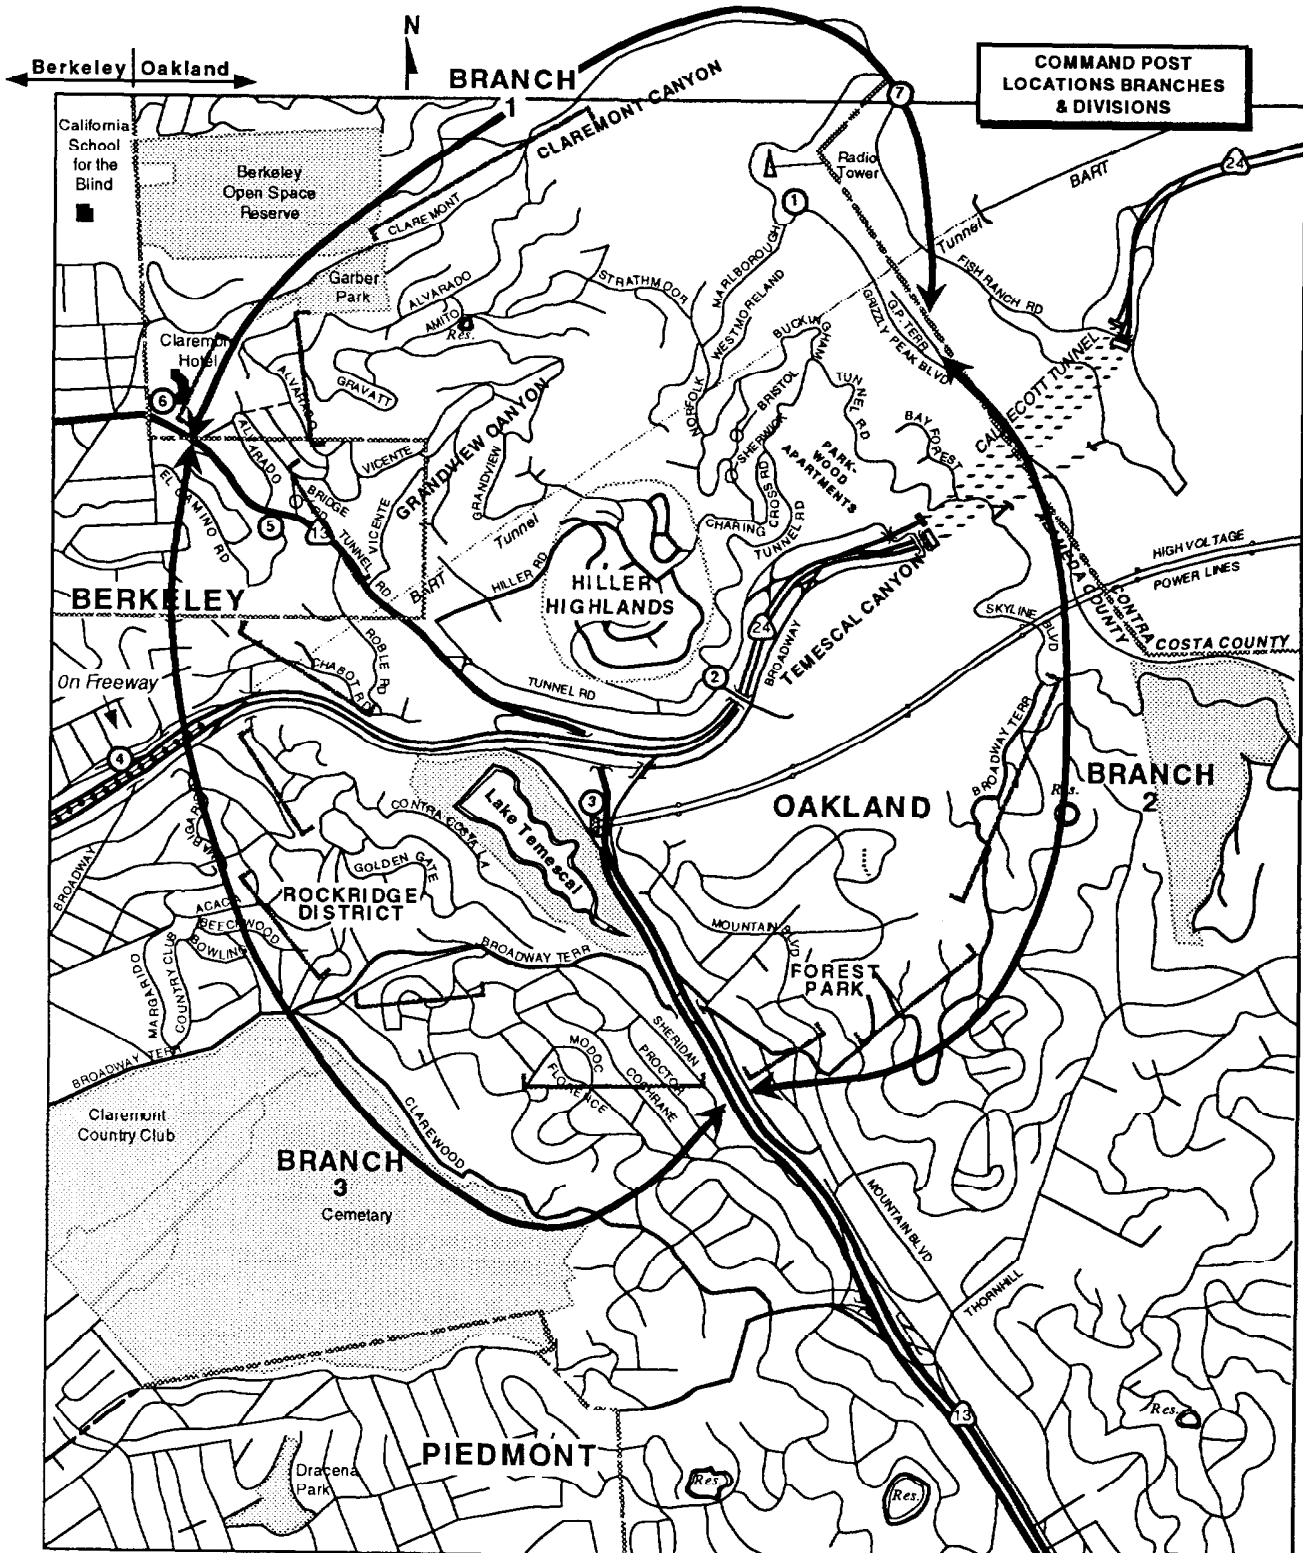 N
Berkeley Oakland
BRANCH
1
COMMAND POST
LOCATIONS BRANCHES
& DIVISIONS
CLAREMONT CANYON
7
24
California
School
for the
Blind
Berkeley
Open Space
Reserve
Radio
Tower
BART
1
CLAREMONT
Tunnel
MARLBOROUGH
FISH RANCH RD
Garber
Park
ALVARADO
STRATHMOOR
WESTMORELAND
AMITO
Res.
GRIZZLY PEAK BLVD
G.P. TERR
BUCKINGHAM
Claremont
Hotel
ALVARADO
GRAVATT
NORFOLK
BRISTOL
TUNNEL RD
CALDECOTT TUNNEL
6
ALVARADO
VICENTE
GRANDVIEW CANYON
GRANDVIEW
SHERWICK
PARK-
WOOD
APARTMENTS
BAY FOREST
EL CAMINO RD
BRIDGE
RD
5
13
TUNNEL RD
VICENTE
Tunnel
BART
CHARING
CROSS RD
TUNNEL RD
HIGH VOLTAGE
POWER LINES
HILLER RD
HILLER
HIGHLANDS
BERKELEY
TEMESCAL CANYON
24
BROADWAY
SKYLINE BLVD
ALAMEDA COUNTY
CONTRA
COSTA COUNTY
ROBLE RD
CHABOT RD
On Freeway
TUNNEL RD
2
4
3
BROADWAY TERR
BRANCH
2
Res.
OAKLAND
MARGARIDO
CONTRA COSTA LA
Lake Temescal
GOLDEN GATE
ROCKRIDGE
DISTRICT
BROADWAY
ACACIA
BEECHWOOD
BOWLING
MARGARIDO
COUNTRY CLUB
BROADWAY TERR
MOUNTAIN BLVD
FOREST
PARK
BROADWAY TERR
SHERIDAN
MODOC
PROCTOR
FLORENCE
COCHRANE
Claremont
Country Club
CLAREWOOD
BRANCH
3
Cemetary
MOUNTAIN BLVD
THORNHILL
13
Res.
PIEDMONT
Dracena
Park
Res.
Res.